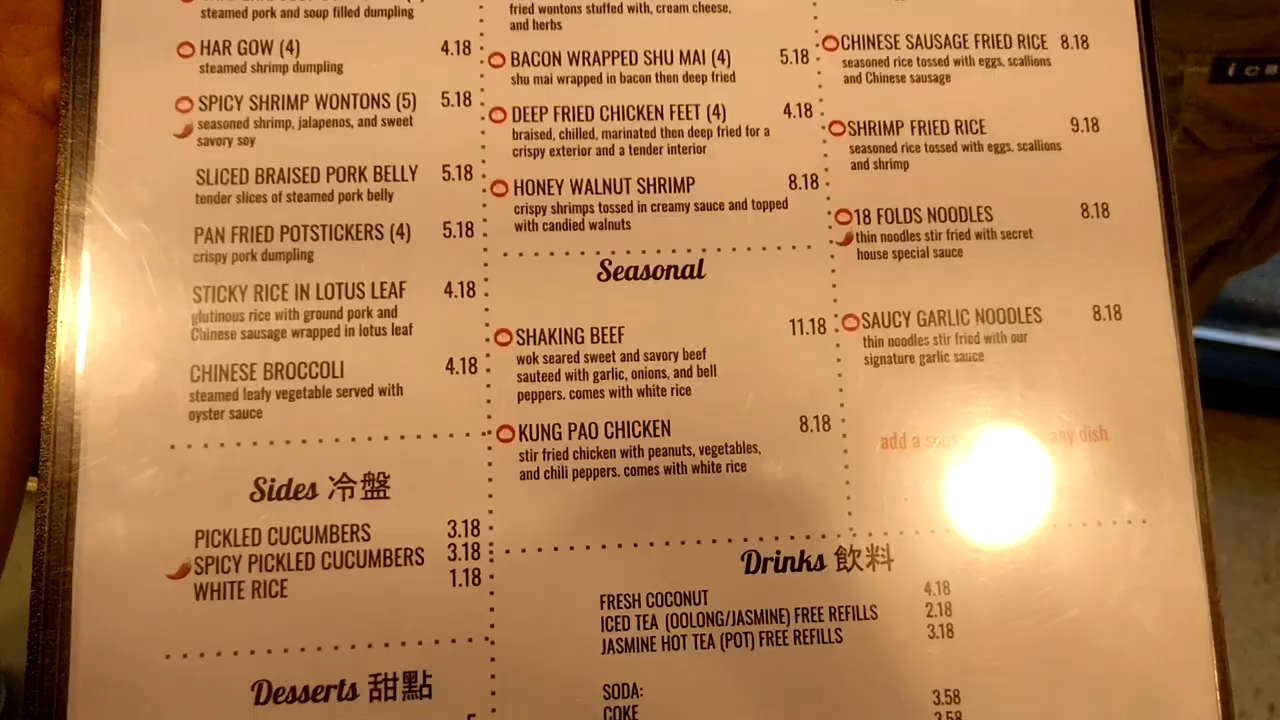 steamed pork and soup filled dumpling
HAR GOW (4) 4.18
steamed shrimp dumpling
SPICY SHRIMP WONTONS (5) 5.18
seasoned shrimp, jalapenos, and sweet
savory soy
SLICED BRAISED PORK BELLY 5.18
tender slices of steamed pork belly
PAN FRIED POTSTICKERS (4) 5.18
crispy pork dumpling
STICKY RICE IN LOTUS LEAF 4.18
glutinous rice with ground pork and
Chinese sausage wrapped in lotus leaf
CHINESE BROCCOLI 4.18
steamed leafy vegetable served with
oyster sauce
Sides 冷盤
PICKLED CUCUMBERS 3.18
SPICY PICKLED CUCUMBERS 3.18
WHITE RICE 1.18
Desserts 甜點
fried wontons stuffed with, cream cheese,
and herbs
BACON WRAPPED SHU MAI (4) 5.18
shu mai wrapped in bacon then deep fried
DEEP FRIED CHICKEN FEET (4) 4.18
braised, chilled, marinated then deep fried for a
crispy exterior and a tender interior
HONEY WALNUT SHRIMP 8.18
crispy shrimps tossed in creamy sauce and topped
with candied walnuts
Seasonal
SHAKING BEEF 11.18
wok seared sweet and savory beef
sauteed with garlic, onions, and bell
peppers. comes with white rice
KUNG PAO CHICKEN 8.18
stir fried chicken with peanuts, vegetables,
and chili peppers. comes with white rice
CHINESE SAUSAGE FRIED RICE 8.18
seasoned rice tossed with eggs, scallions
and Chinese sausage
SHRIMP FRIED RICE 9.18
seasoned rice tossed with eggs. scallions
and shrimp
18 FOLDS NOODLES 8.18
thin noodles stir fried with secret
house special sauce
SAUCY GARLIC NOODLES 8.18
thin noodles stir fried with our
signature garlic sauce
add a any dish
Drinks 飲料
FRESH COCONUT 4.18
ICED TEA (OOLONG/JASMINE) FREE REFILLS 2.18
JASMINE HOT TEA (POT) FREE REFILLS 3.18
SODA: 3.58
COKE 3.58